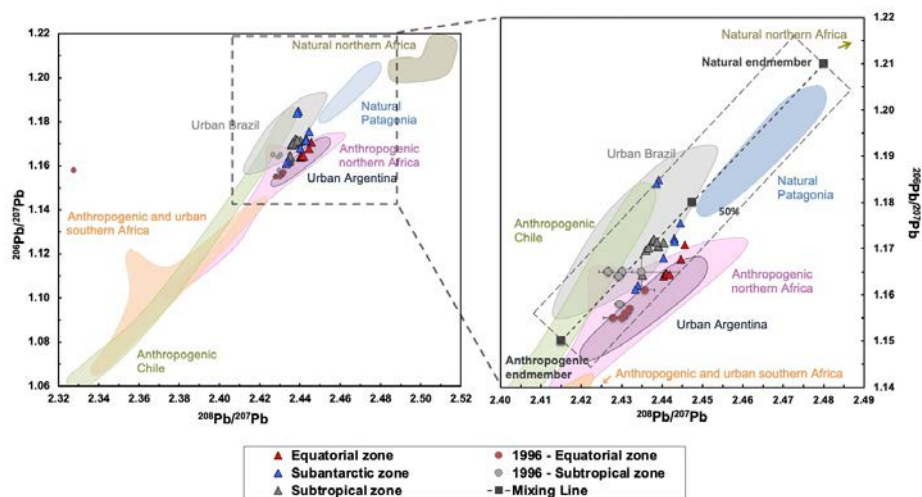 1.22
1.20
1.18
1.16
1.14
1.12
1.10
1.08
1.06
²⁰⁶Pb/²⁰⁷Pb
2.32
2.34
2.36
2.38
2.40
2.42
2.44
2.46
2.48
2.50
2.52
²⁰⁸Pb/²⁰⁷Pb
Natural northern Africa
Urban Brazil
Natural
Patagonia
Anthropogenic
northern Africa
Urban Argentina
Anthropogenic and urban
southern Africa
Anthropogenic
Chile
Natural northern Africa
Natural endmember
Urban Brazil
Natural
Patagonia
50%
Anthropogenic
Chile
Anthropogenic
northern Africa
Urban Argentina
Anthropogenic
endmember
Anthropogenic and urban southern Africa
1.22
1.21
1.20
1.19
1.18
1.17
1.16
1.15
1.14
²⁰⁶Pb/²⁰⁷Pb
2.40
2.41
2.42
2.43
2.44
2.45
2.46
2.47
2.48
2.49
²⁰⁸Pb/²⁰⁷Pb
Equatorial zone
1996 - Equatorial zone
Subantarctic zone
1996 - Subtropical zone
Subtropical zone
Mixing Line